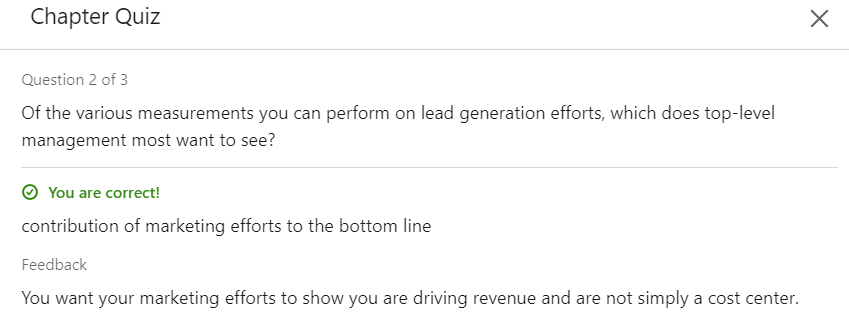 Chapter Quiz
Question 2 of 3
Of the various measurements you can perform on lead generation efforts, which does top-level
management most want to see?
You are correct!
contribution of marketing efforts to the bottom line
Feedback
You want your marketing efforts to show you are driving revenue and are not simply a cost center.